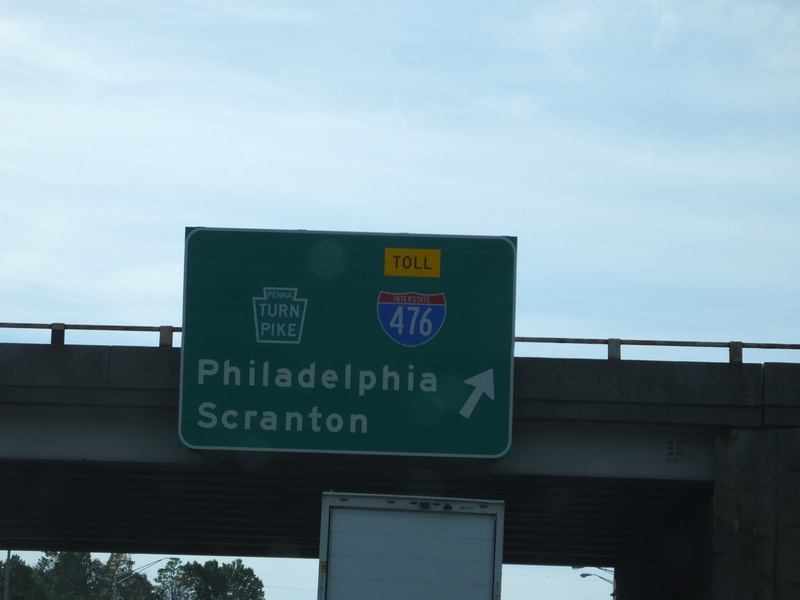 TOLL
PENNA
TURN
PIKE
INTERSTATE
476
Philadelphia
Scranton